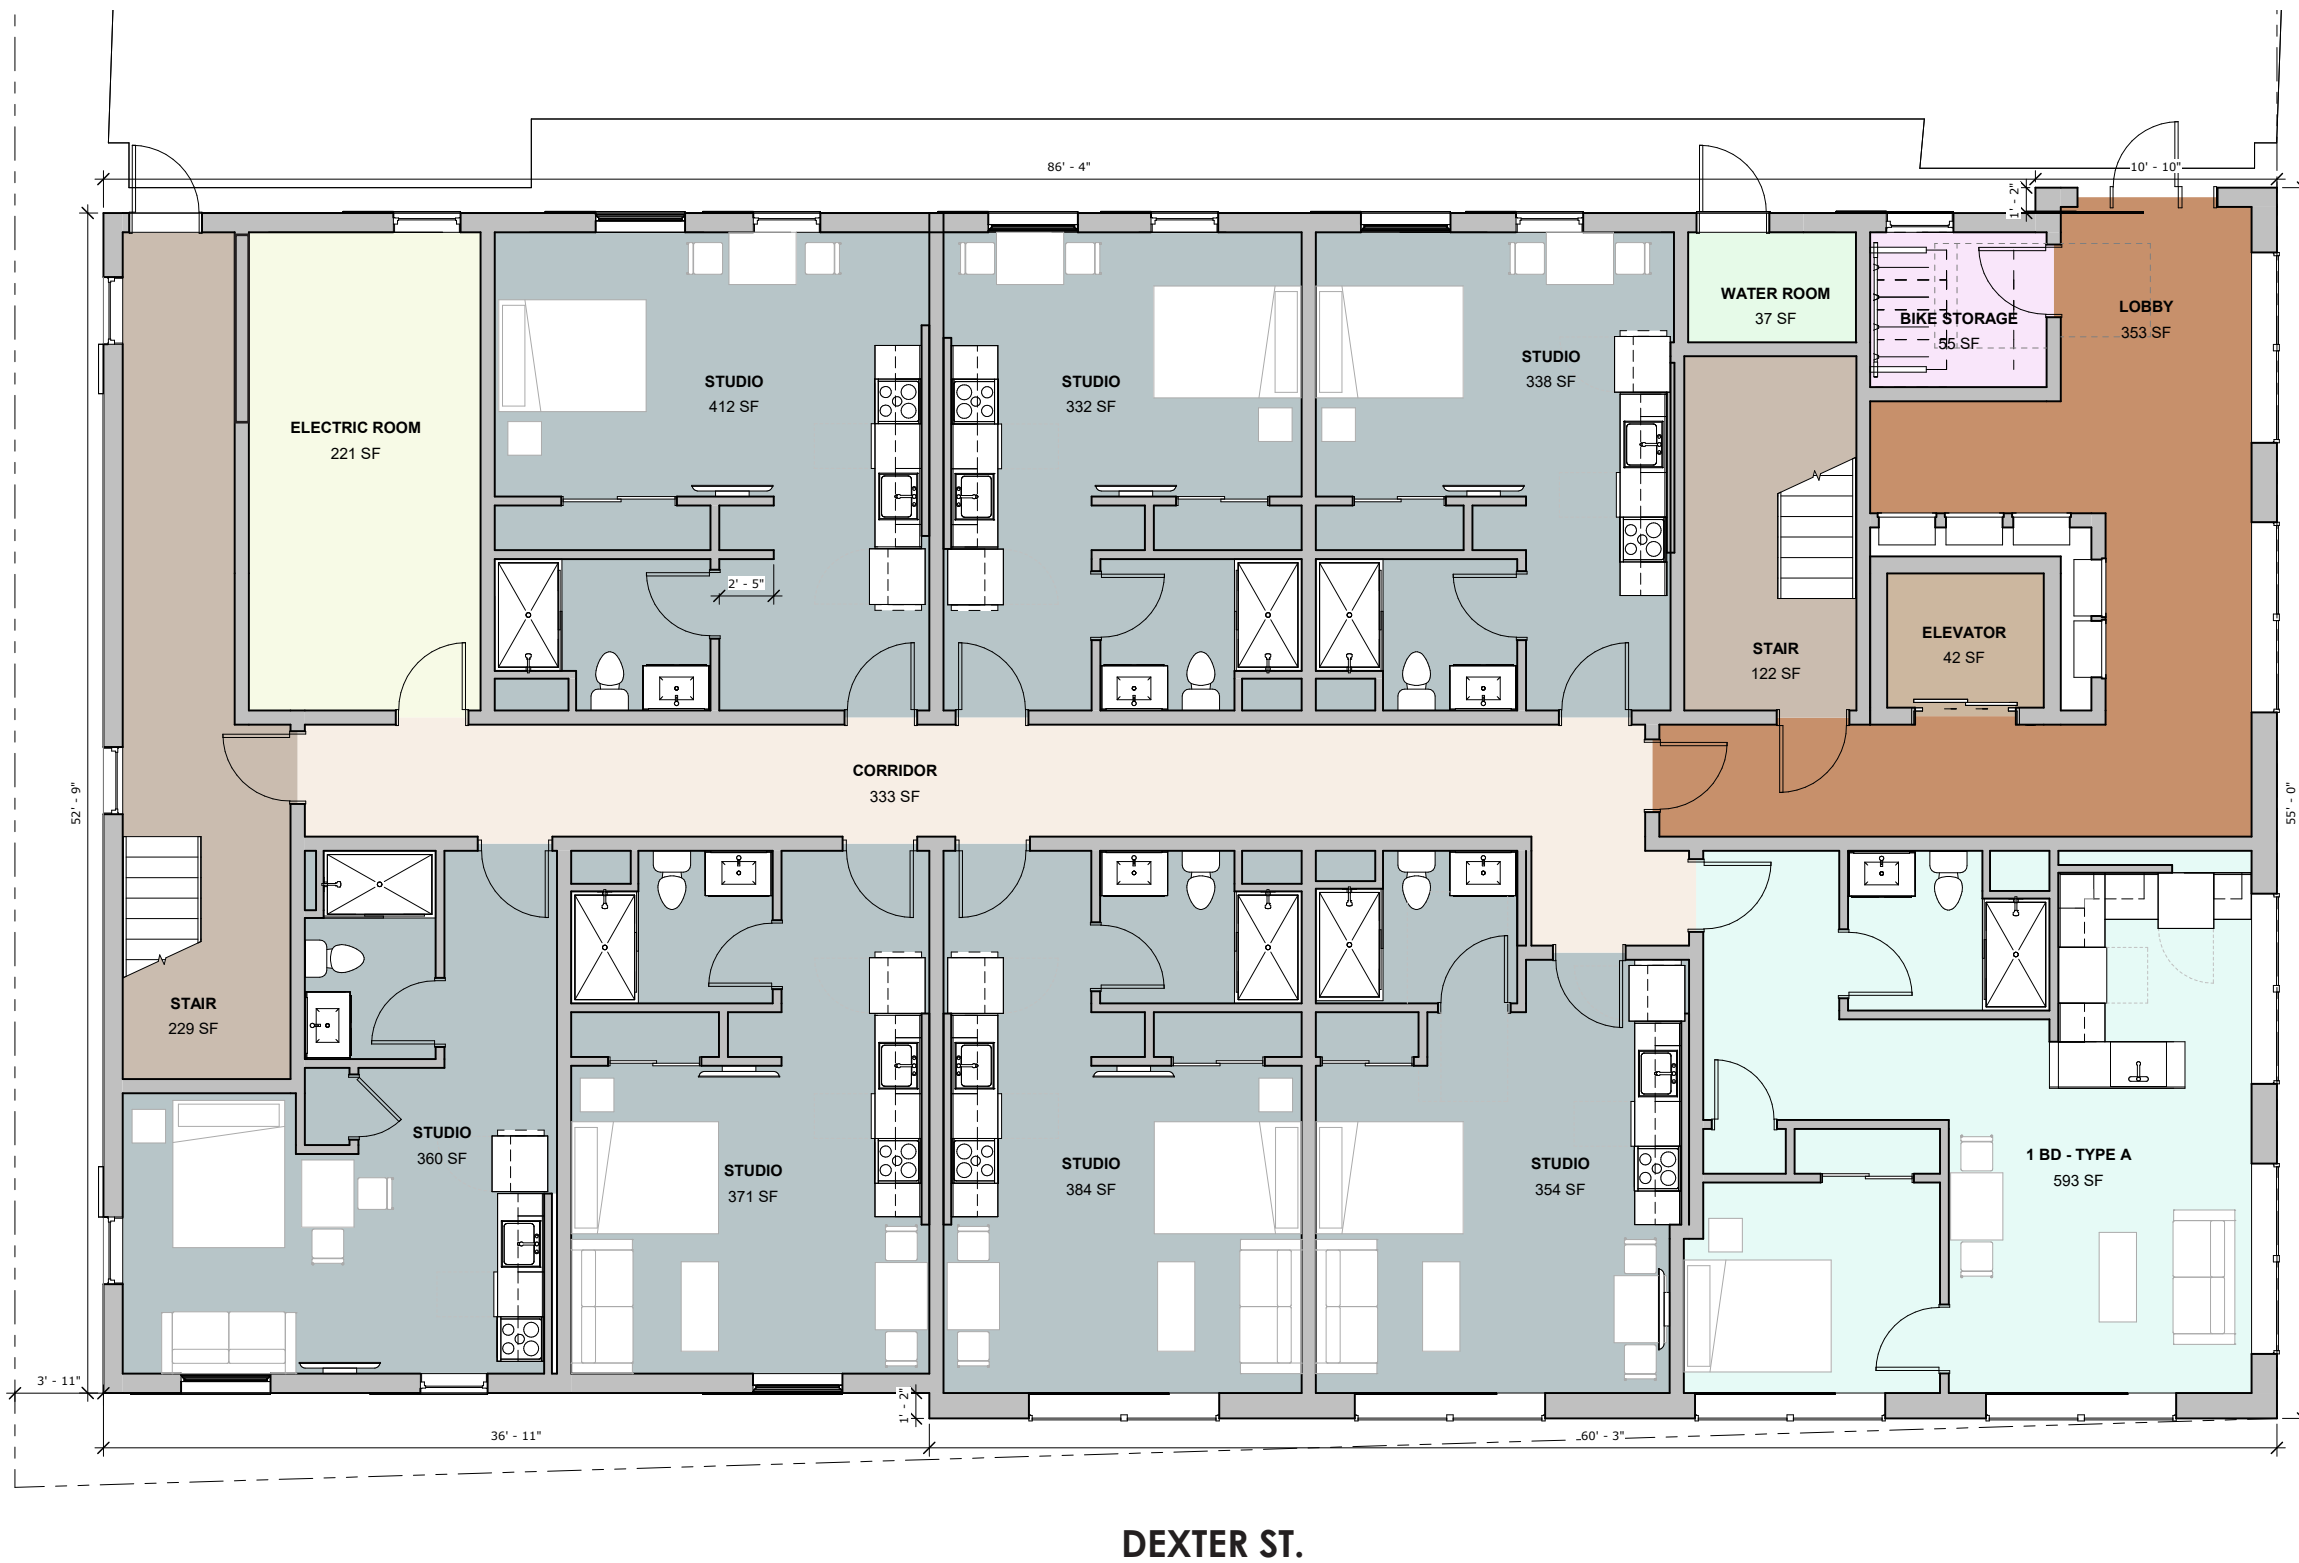 86' - 4"
10' - 10"
1' - 2"
WATER ROOM
37 SF
BIKE STORAGE
55 SF
LOBBY
353 SF
STUDIO
412 SF
STUDIO
332 SF
STUDIO
338 SF
ELECTRIC ROOM
221 SF
2' - 5"
STAIR
122 SF
ELEVATOR
42 SF
CORRIDOR
333 SF
52' - 9"
55' - 0"
STAIR
229 SF
STUDIO
360 SF
STUDIO
371 SF
STUDIO
384 SF
STUDIO
354 SF
1 BD - TYPE A
593 SF
3' - 11"
1' - 2"
36' - 11"
60' - 3"
DEXTER ST.